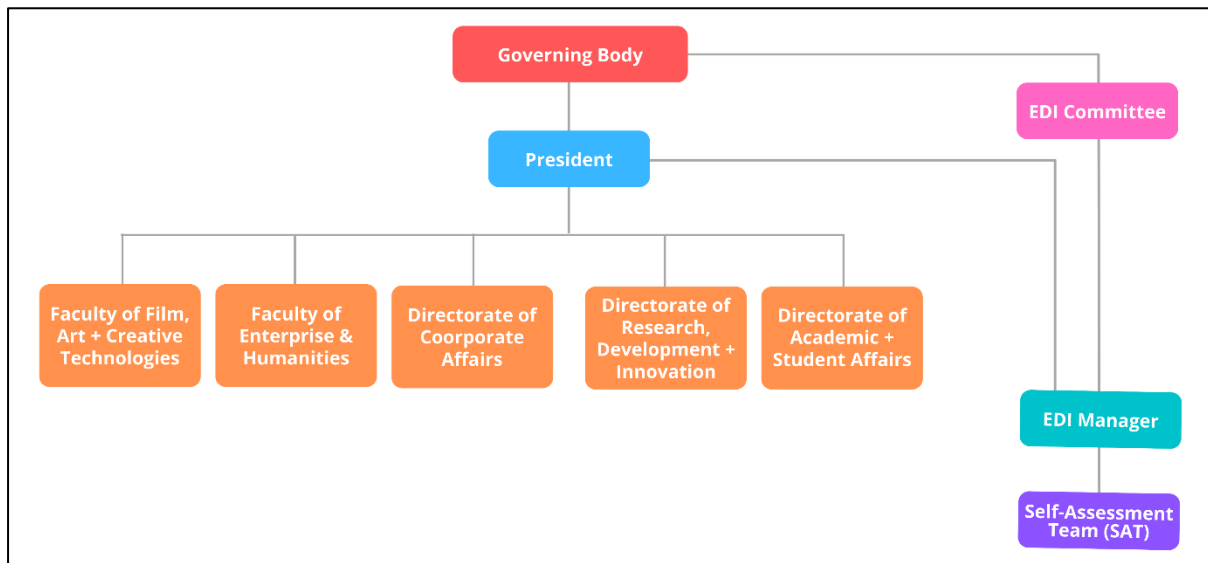 Governing Body
EDI Committee
President
Faculty of Film,
Art + Creative
Technologies
Faculty of
Enterprise &
Humanities
Directorate of
Coorporate
Affairs
Directorate of
Research,
Development +
Innovation
Directorate of
Academic +
Student Affairs
EDI Manager
Self-Assessment
Team (SAT)